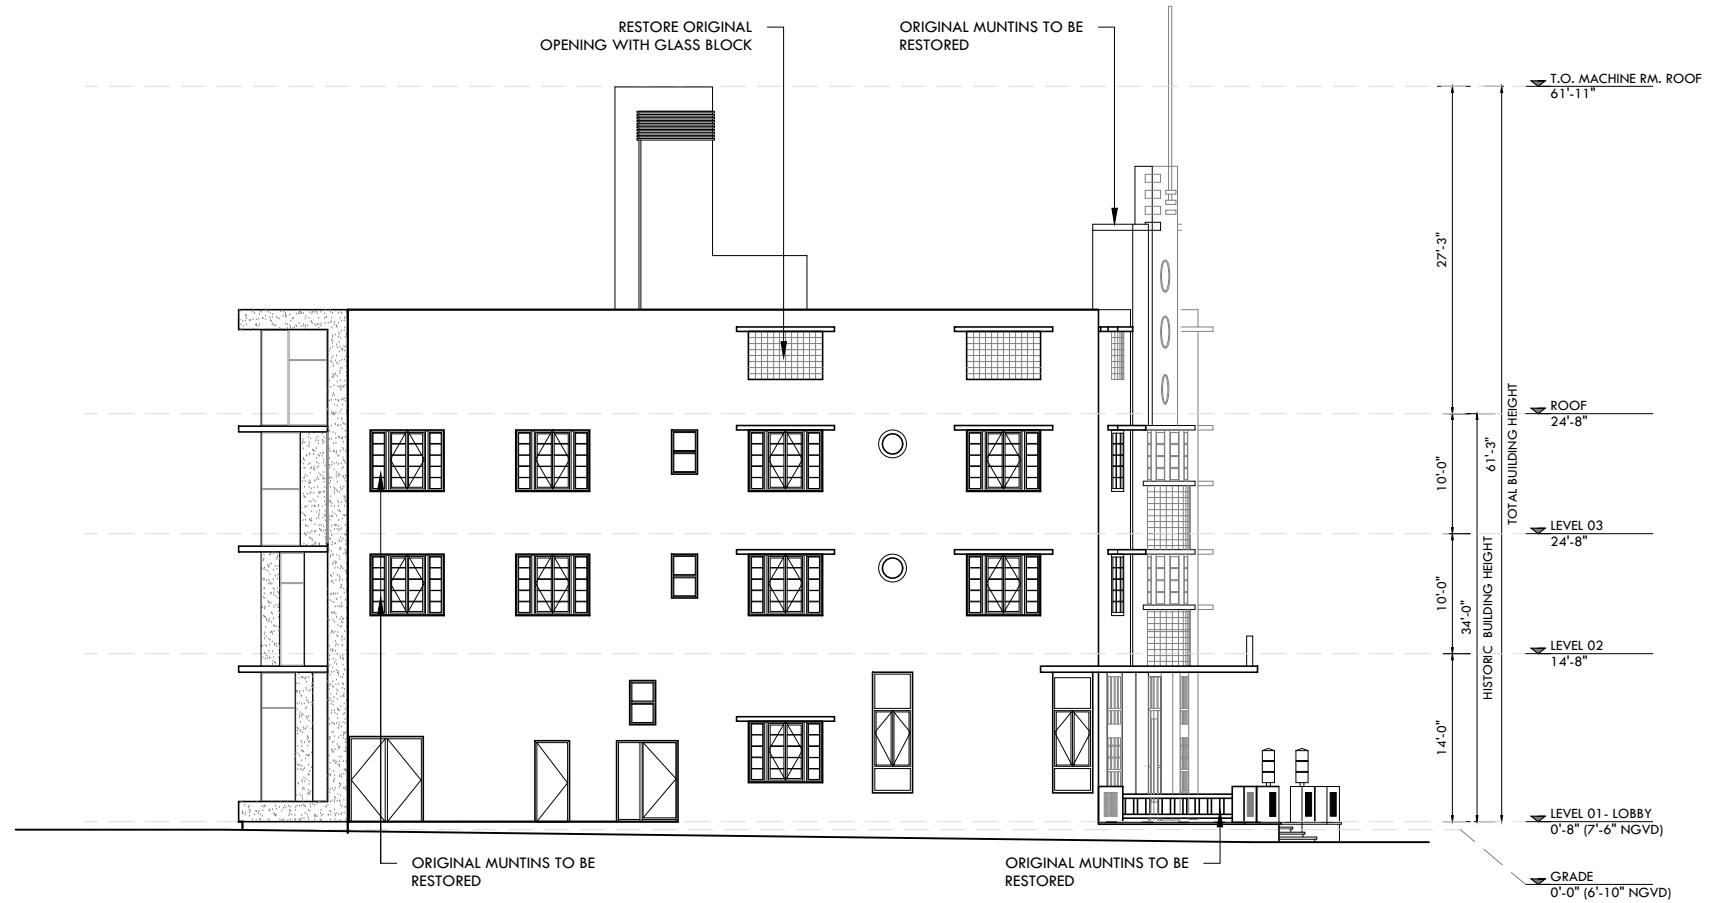 RESTORE ORIGINAL
OPENING WITH GLASS BLOCK
ORIGINAL MUNTINS TO BE
RESTORED
T.O. MACHINE RM. ROOF
61'-11"
27'-3"
ROOF
24'-8"
10'-0"
61'-3"
TOTAL BUILDING HEIGHT
LEVEL 03
24'-8"
10'-0"
34'-0"
HISTORIC BUILDING HEIGHT
LEVEL 02
14'-8"
14'-0"
LEVEL 01- LOBBY
0'-8" (7'-6" NGVD)
ORIGINAL MUNTINS TO BE
RESTORED
ORIGINAL MUNTINS TO BE
RESTORED
GRADE
0'-0" (6'-10" NGVD)